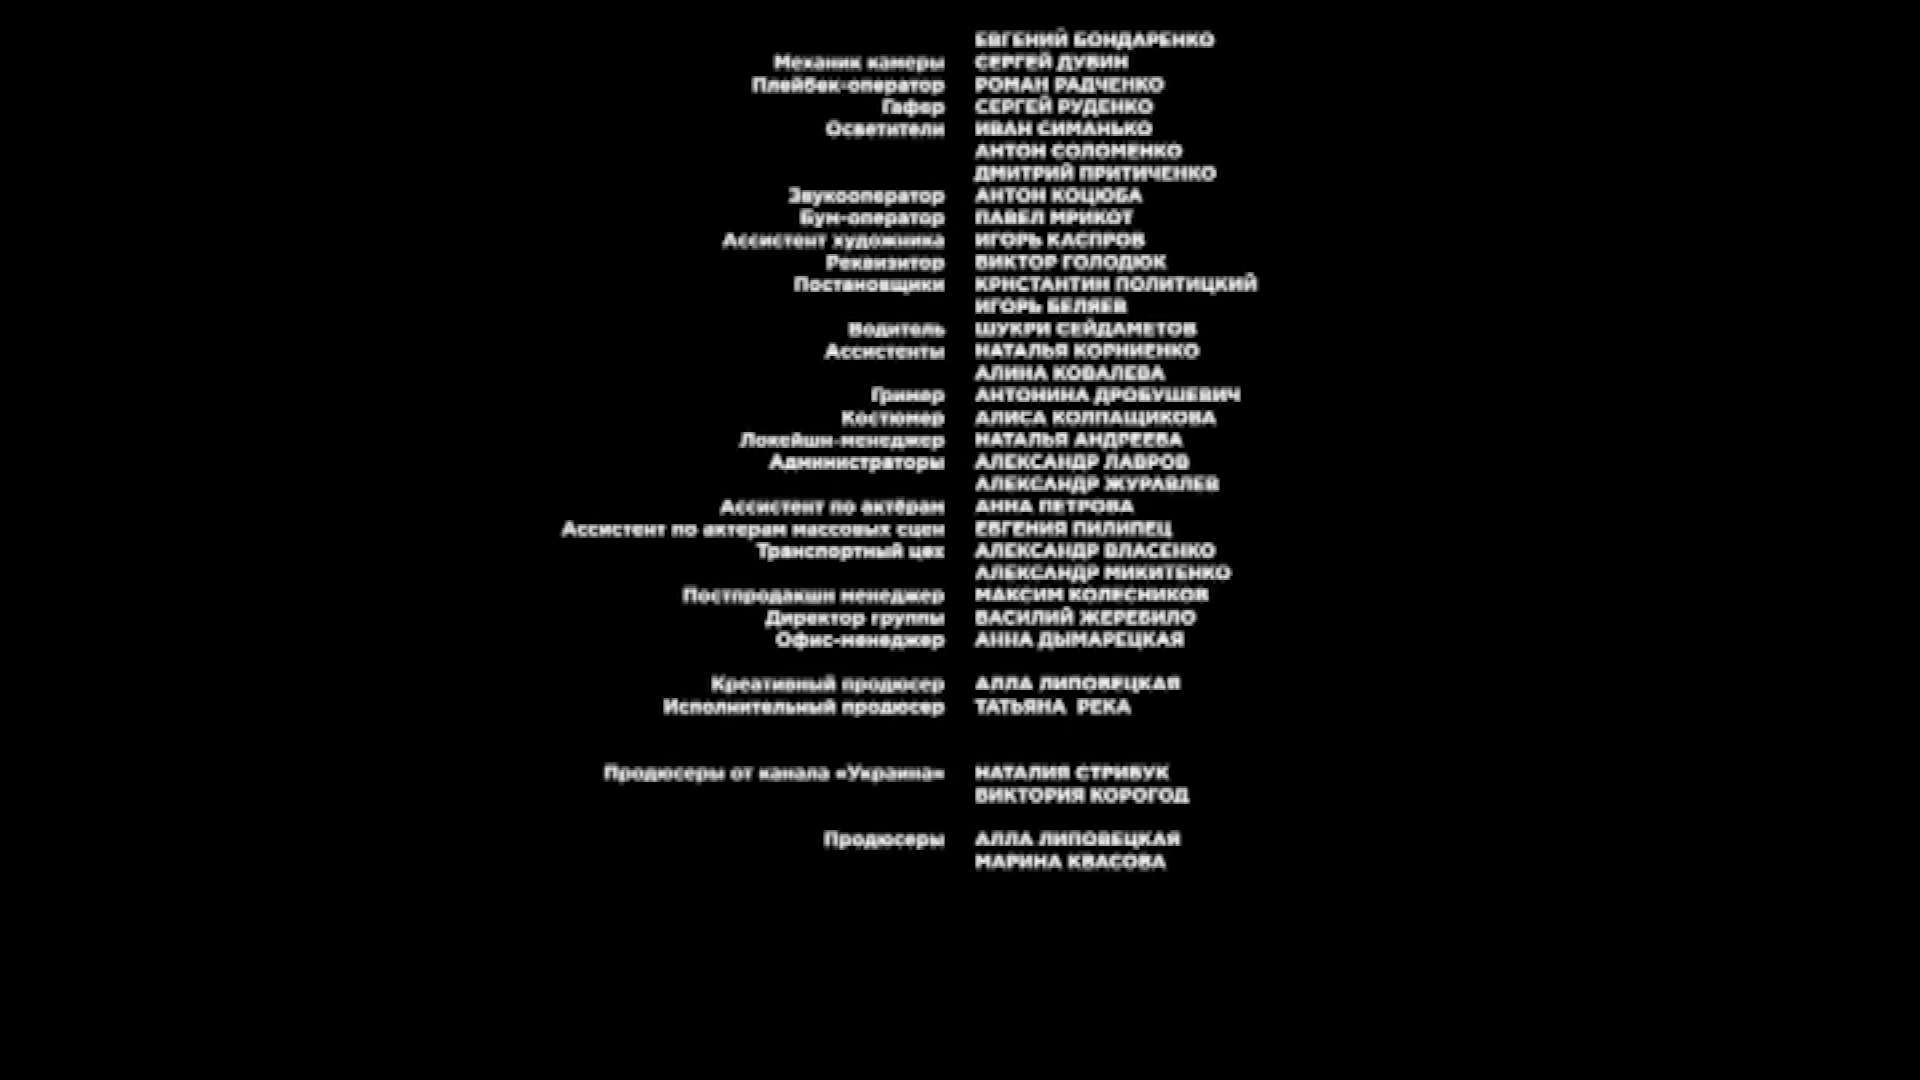 ЕВГЕНИЙ БОНДАРЕНКО
Механик камеры СЕРГЕЙ ДУБИН
Плейбек-оператор РОМАН РАДЧЕНКО
Гафер СЕРГЕЙ РУДЕНКО
Осветители ИВАН СИМАНЬКО
АНТОН СОЛОМЕНКО
ДМИТРИЙ ПРИТИЧЕНКО
Звукооператор АНТОН КОЦЮБА
Бум-оператор ПАВЕЛ МРИКОТ
Ассистент художника ИГОРЬ КАСПРОВ
Реквизитор ВИКТОР ГОЛОДЮК
Постановщики КРНСТАНТИН ПОЛИТИЦКИЙ
ИГОРЬ БЕЛЯЕВ
Водитель ШУКРИ СЕЙДАМЕТОВ
Ассистенты НАТАЛЬЯ КОРНИЕНКО
АЛИНА КОВАЛЕВА
Гример АНТОНИНА ДРОБУШЕВИЧ
Костюмер АЛИСА КОЛПАЩИКОВА
Локейшн-менеджер НАТАЛЬЯ АНДРЕЕВА
Администраторы АЛЕКСАНДР ЛАВРОВ
АЛЕКСАНДР ЖУРАВЛЕВ
Ассистент по актёрам АННА ПЕТРОВА
Ассистент по актерам массовых сцен ЕВГЕНИЯ ПИЛИПЕЦ
Транспортный цех АЛЕКСАНДР ВЛАСЕНКО
АЛЕКСАНДР МИКИТЕНКО
Постпродакшн менеджер МАКСИМ КОЛЕСНИКОВ
Директор группы ВАСИЛИЙ ЖЕРЕБИЛО
Офис-менеджер АННА ДЫМАРЕЦКАЯ
Креативный продюсер АЛЛА ЛИПОВЕЦКАЯ
Исполнительный продюсер ТАТЬЯНА РЕКА
Продюсеры от канала «Украина» НАТАЛИЯ СТРИБУК
ВИКТОРИЯ КОРОГОД
Продюсеры АЛЛА ЛИПОВЕЦКАЯ
МАРИНА КВАСОВА